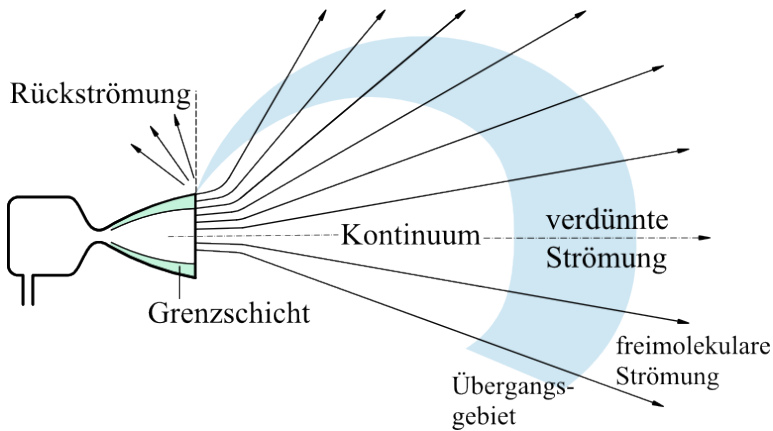 Rückströmung
Kontinuum
verdünnte
Strömung
Grenzschicht
freimolekulare
Strömung
Übergangs-
gebiet